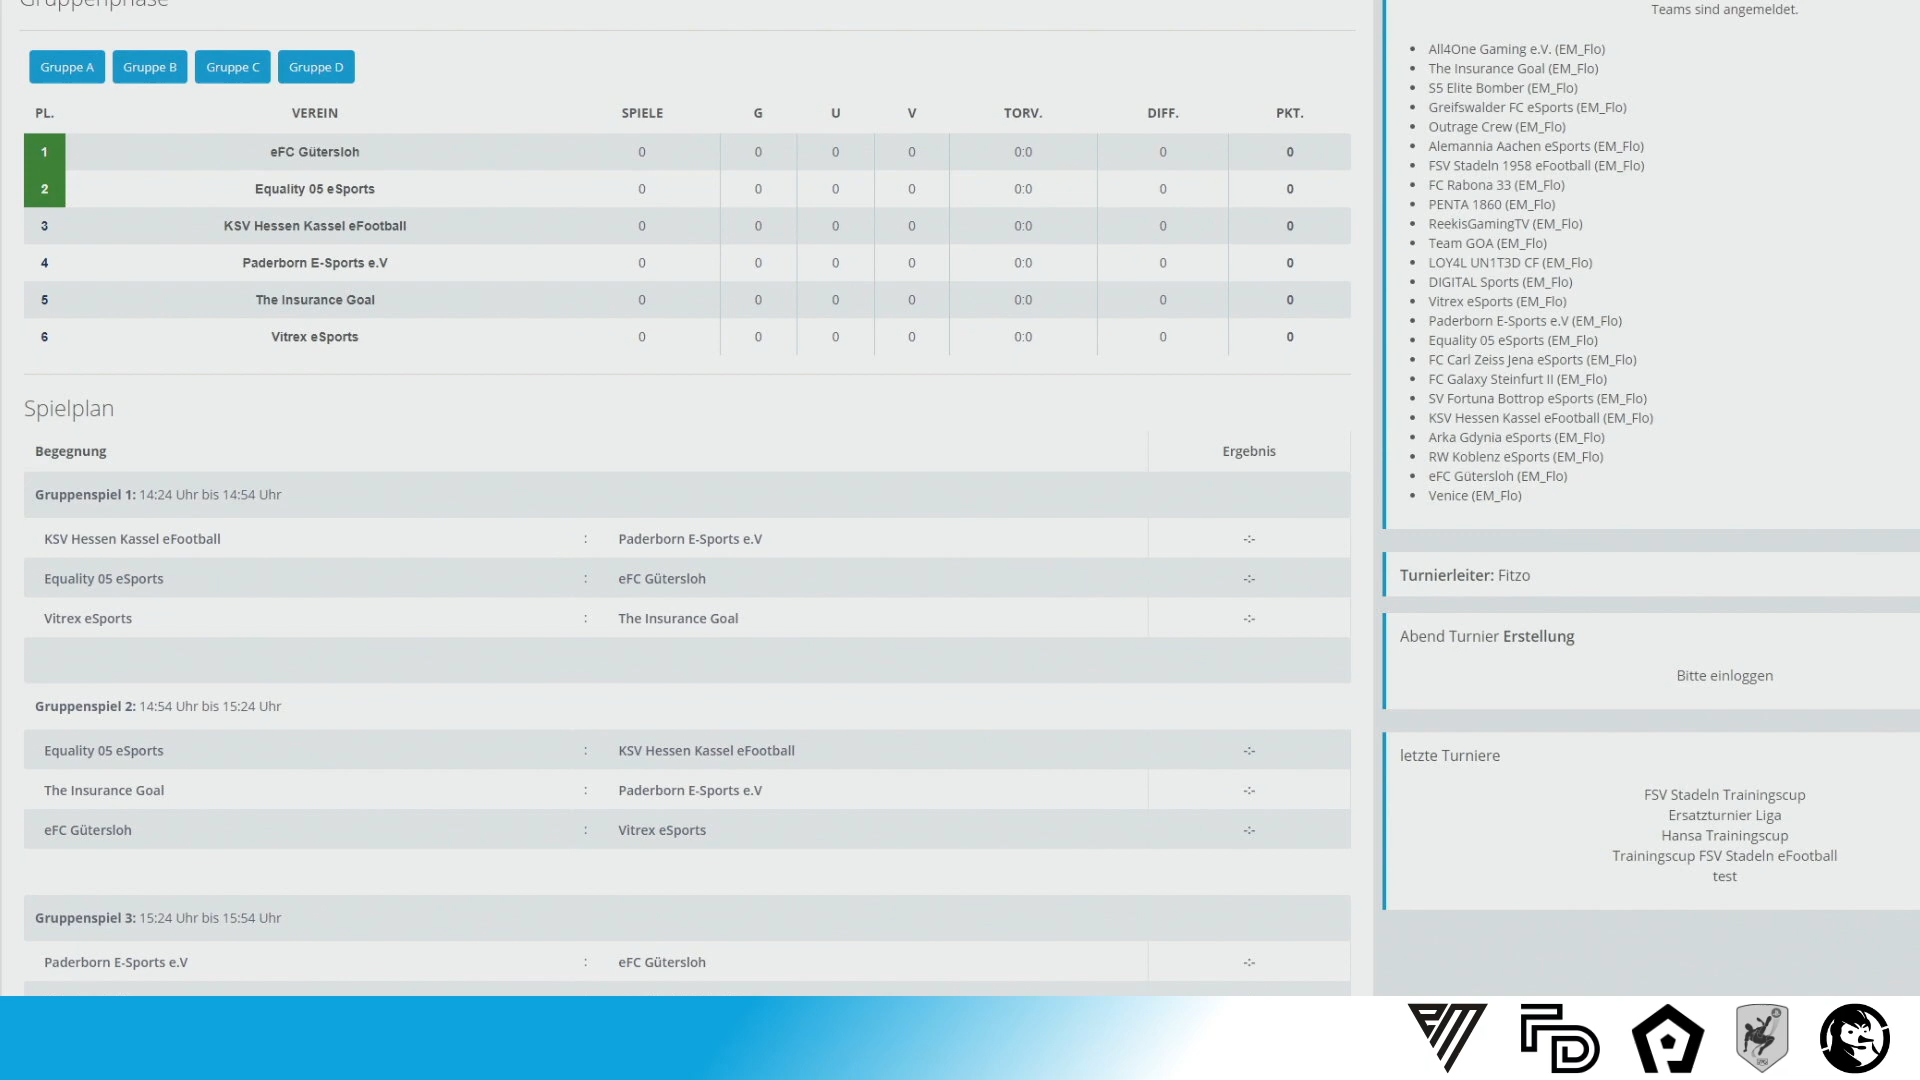 Gruppenphase
Gruppe A Gruppe B Gruppe C Gruppe D
PL. VEREIN SPIELE G U V TORV. DIFF. PKT.
1 eFC Gütersloh 0 0 0 0 0:0 0 0
2 Equality 05 eSports 0 0 0 0 0:0 0 0
3 KSV Hessen Kassel eFootball 0 0 0 0 0:0 0 0
4 Paderborn E-Sports e.V 0 0 0 0 0:0 0 0
5 The Insurance Goal 0 0 0 0 0:0 0 0
6 Vitrex eSports 0 0 0 0 0:0 0 0
Spielplan
Begegnung Ergebnis
Gruppenspiel 1: 14:24 Uhr bis 14:54 Uhr
KSV Hessen Kassel eFootball : Paderborn E-Sports e.V -:-
Equality 05 eSports : eFC Gütersloh -:-
Vitrex eSports : The Insurance Goal -:-
Gruppenspiel 2: 14:54 Uhr bis 15:24 Uhr
Equality 05 eSports : KSV Hessen Kassel eFootball -:-
The Insurance Goal : Paderborn E-Sports e.V -:-
eFC Gütersloh : Vitrex eSports -:-
Gruppenspiel 3: 15:24 Uhr bis 15:54 Uhr
Paderborn E-Sports e.V : eFC Gütersloh -:-
Teams sind angemeldet.
All4One Gaming e.V. (EM_Flo)
The Insurance Goal (EM_Flo)
S5 Elite Bomber (EM_Flo)
Greifswalder FC eSports (EM_Flo)
Outrage Crew (EM_Flo)
Alemannia Aachen eSports (EM_Flo)
FSV Stadeln 1958 eFootball (EM_Flo)
FC Rabona 33 (EM_Flo)
PENTA 1860 (EM_Flo)
ReekisGamingTV (EM_Flo)
Team GOA (EM_Flo)
LOY4L UN1T3D CF (EM_Flo)
DIGITAL Sports (EM_Flo)
Vitrex eSports (EM_Flo)
Paderborn E-Sports e.V (EM_Flo)
Equality 05 eSports (EM_Flo)
FC Carl Zeiss Jena eSports (EM_Flo)
FC Galaxy Steinfurt II (EM_Flo)
SV Fortuna Bottrop eSports (EM_Flo)
KSV Hessen Kassel eFootball (EM_Flo)
Arka Gdynia eSports (EM_Flo)
RW Koblenz eSports (EM_Flo)
eFC Gütersloh (EM_Flo)
Venice (EM_Flo)
Turnierleiter: Fitzo
Abend Turnier Erstellung
Bitte einloggen
letzte Turniere
FSV Stadeln Trainingscup
Ersatzturnier Liga
Hansa Trainingscup
Trainingscup FSV Stadeln eFootball
test